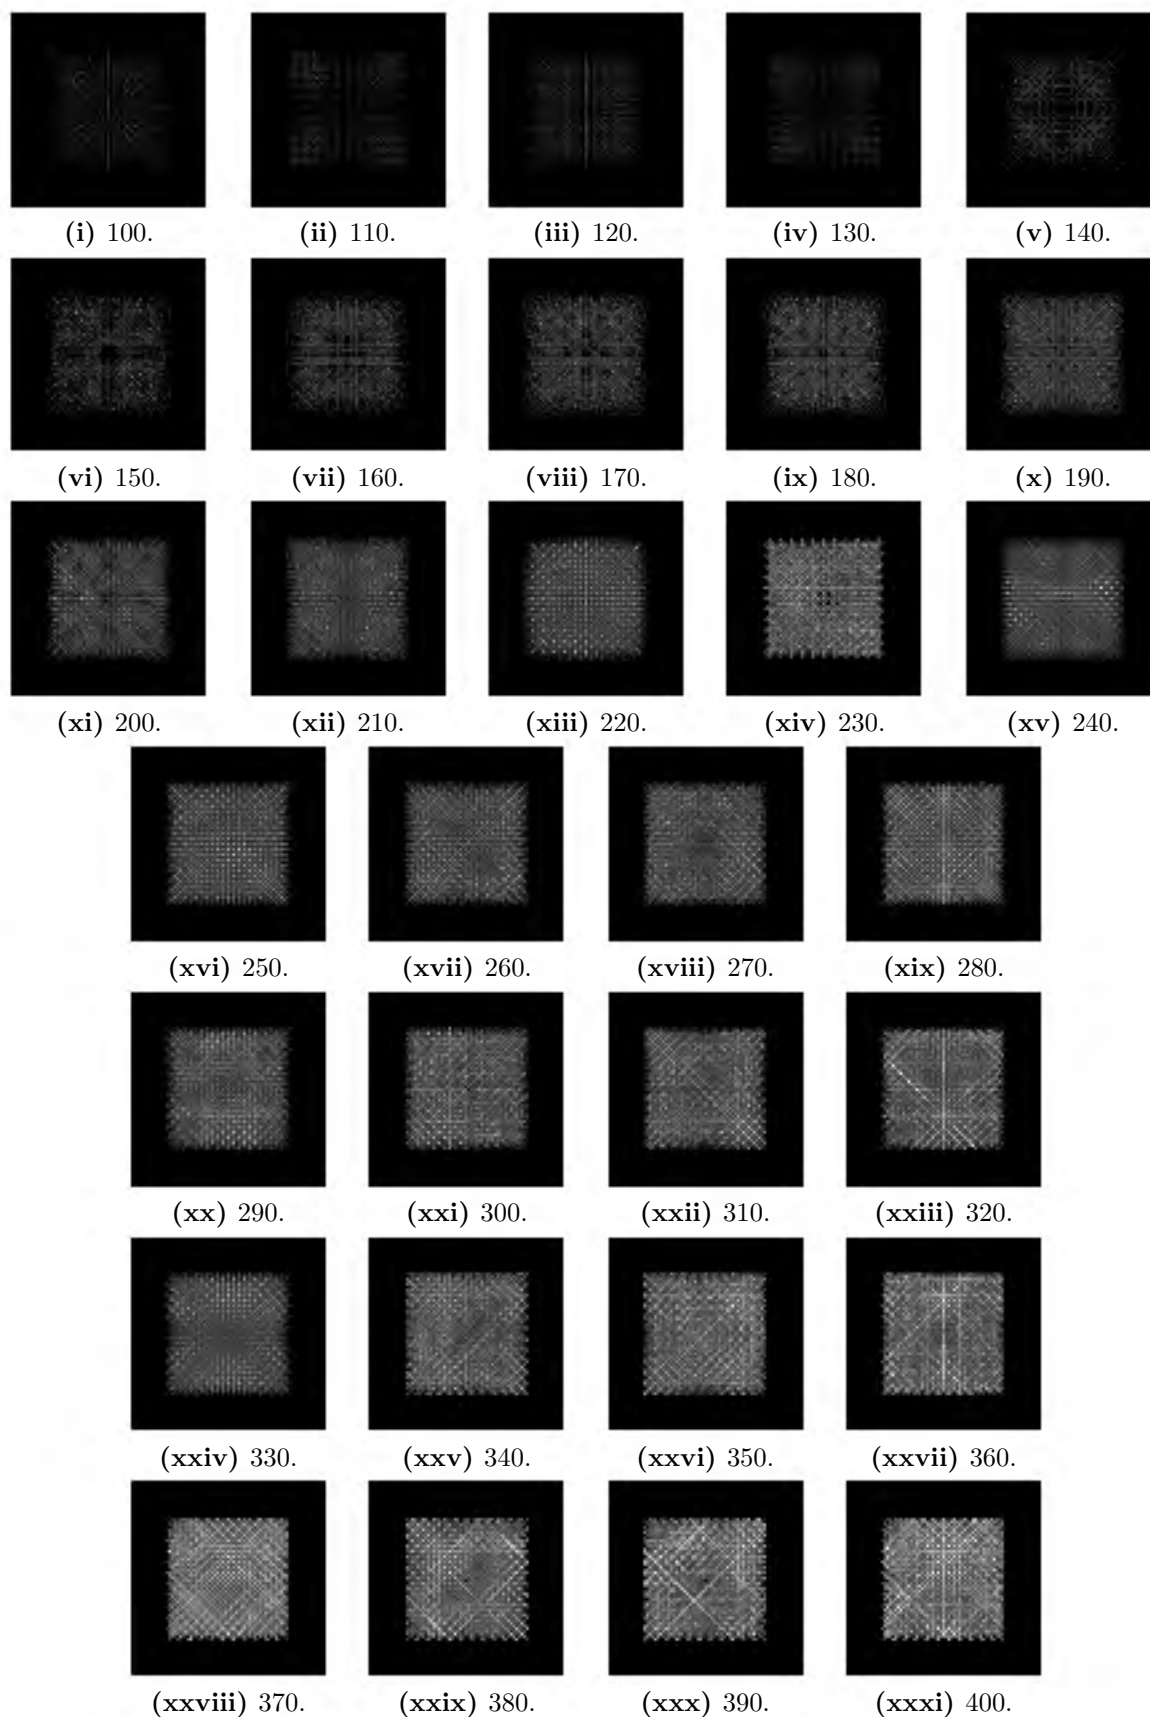 (i) 100. (ii) 110. (iii) 120. (iv) 130. (v) 140.
(vi) 150. (vii) 160. (viii) 170. (ix) 180. (x) 190.
(xi) 200. (xii) 210. (xiii) 220. (xiv) 230. (xv) 240.
(xvi) 250. (xvii) 260. (xviii) 270. (xix) 280.
(xx) 290. (xxi) 300. (xxii) 310. (xxiii) 320.
(xxiv) 330. (xxv) 340. (xxvi) 350. (xxvii) 360.
(xxviii) 370. (xxix) 380. (xxx) 390. (xxxi) 400.